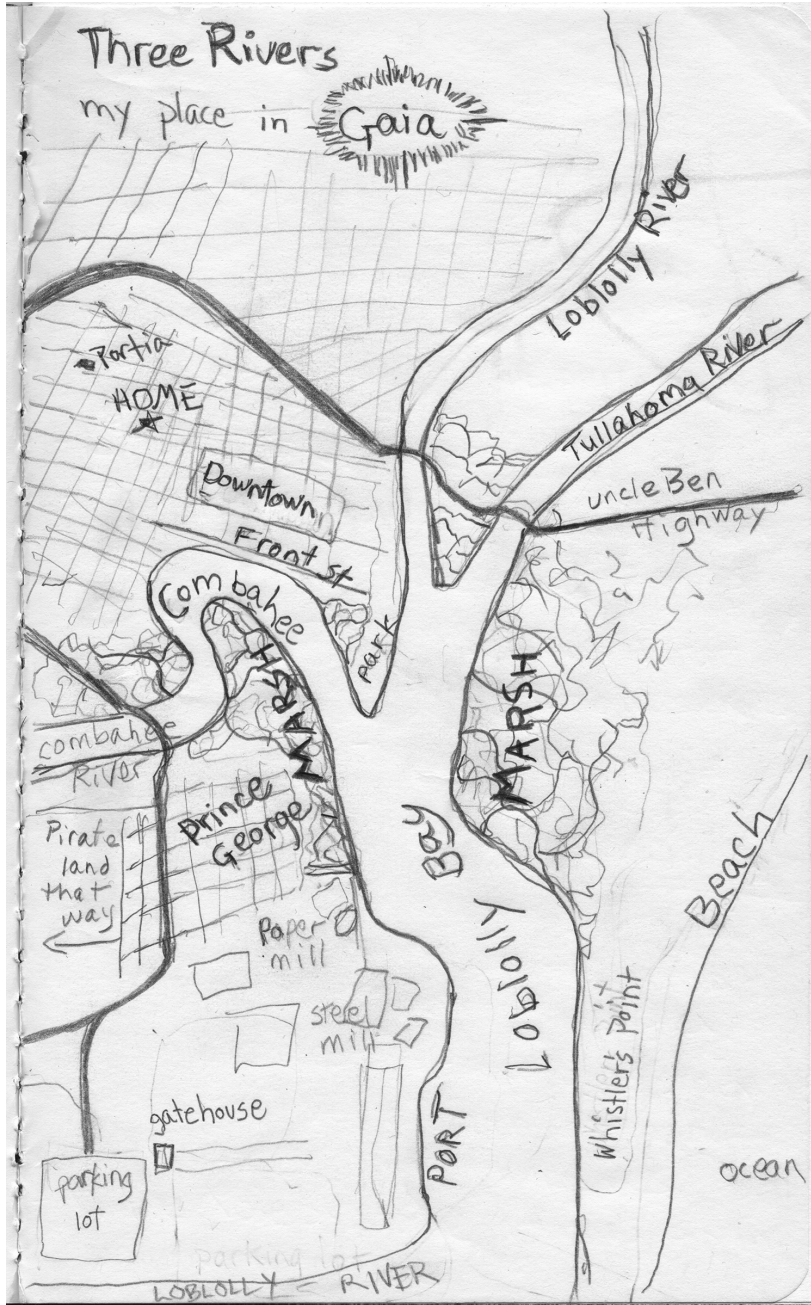 Three Rivers
my place in Gaia
Loblolly River
Tullahoma River
Portia
HOME
uncle Ben
Highway
Downtown
Front st
Combahee
park
MARSH
MARSH
combahee
River
Prince
George
Pirate
land
that
way
Bay
Loblolly
Beach
Paper
mill
steel
mill
Whistler's Point
gatehouse
PORT
ocean
parking
lot
parking lot
LOBLOLLY RIVER